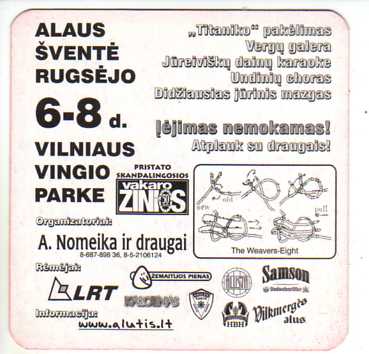 ALAUS
ŠVENTĖ
RUGSĖJO
6-8 d.
VILNIAUS
VINGIO
PARKE
„Titaniko“ pakėlimas
Vergų galera
Jūreiviškų dainų karaoke
Undinių choras
Didžiausias jūrinis mazgas
Įėjimas nemokamas!
Atplauk su draugais!
PRISTATO
SKANDALINGOSIOS
vakaro
ŽINIOS
The Weavers-Eight
Organizatoriai:
A. Nomeika ir draugai
8-687-898 36, 8-5-2106124
Rėmėjai:
LRT
ŽEMAITIJOS PIENAS
KALNAPILIS
Samson
HBH
Vilkmergės
alus
Informacija:
www.alutis.lt